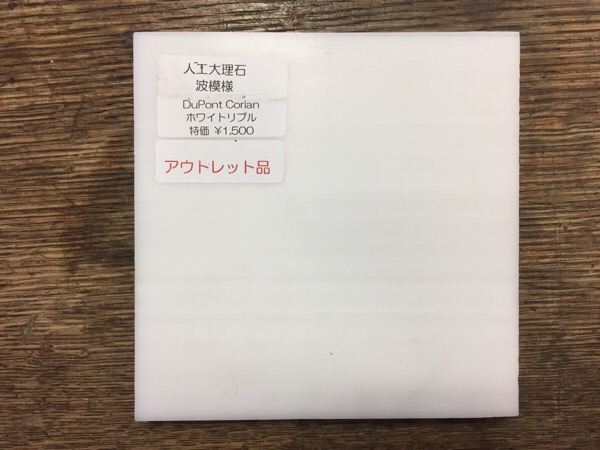 人工大理石
波模様
DuPont Corian
ホワイトリプル
特価 ¥1,500
アウトレット品